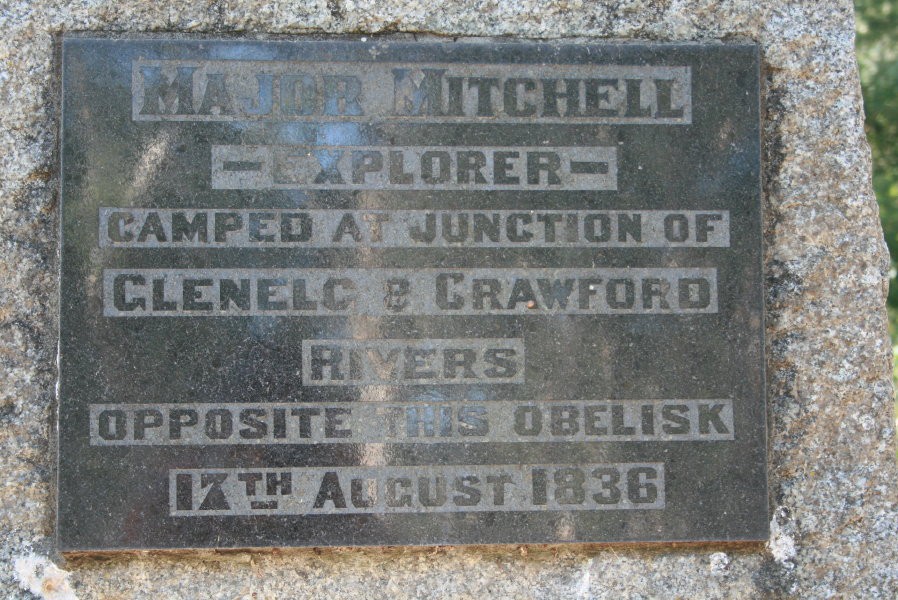 MAJOR MITCHELL
— EXPLORER —
CAMPED AT JUNCTION OF
GLENELG & CRAWFORD
RIVERS
OPPOSITE THIS OBELISK
17TH AUGUST 1836